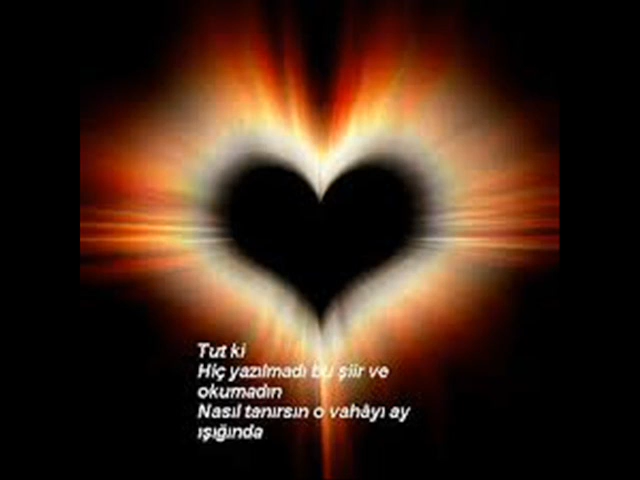 Tut ki
Hiç yazılmadı bu şiir ve
okumadın
Nasıl tanırsın o vahâyı ay
ışığında